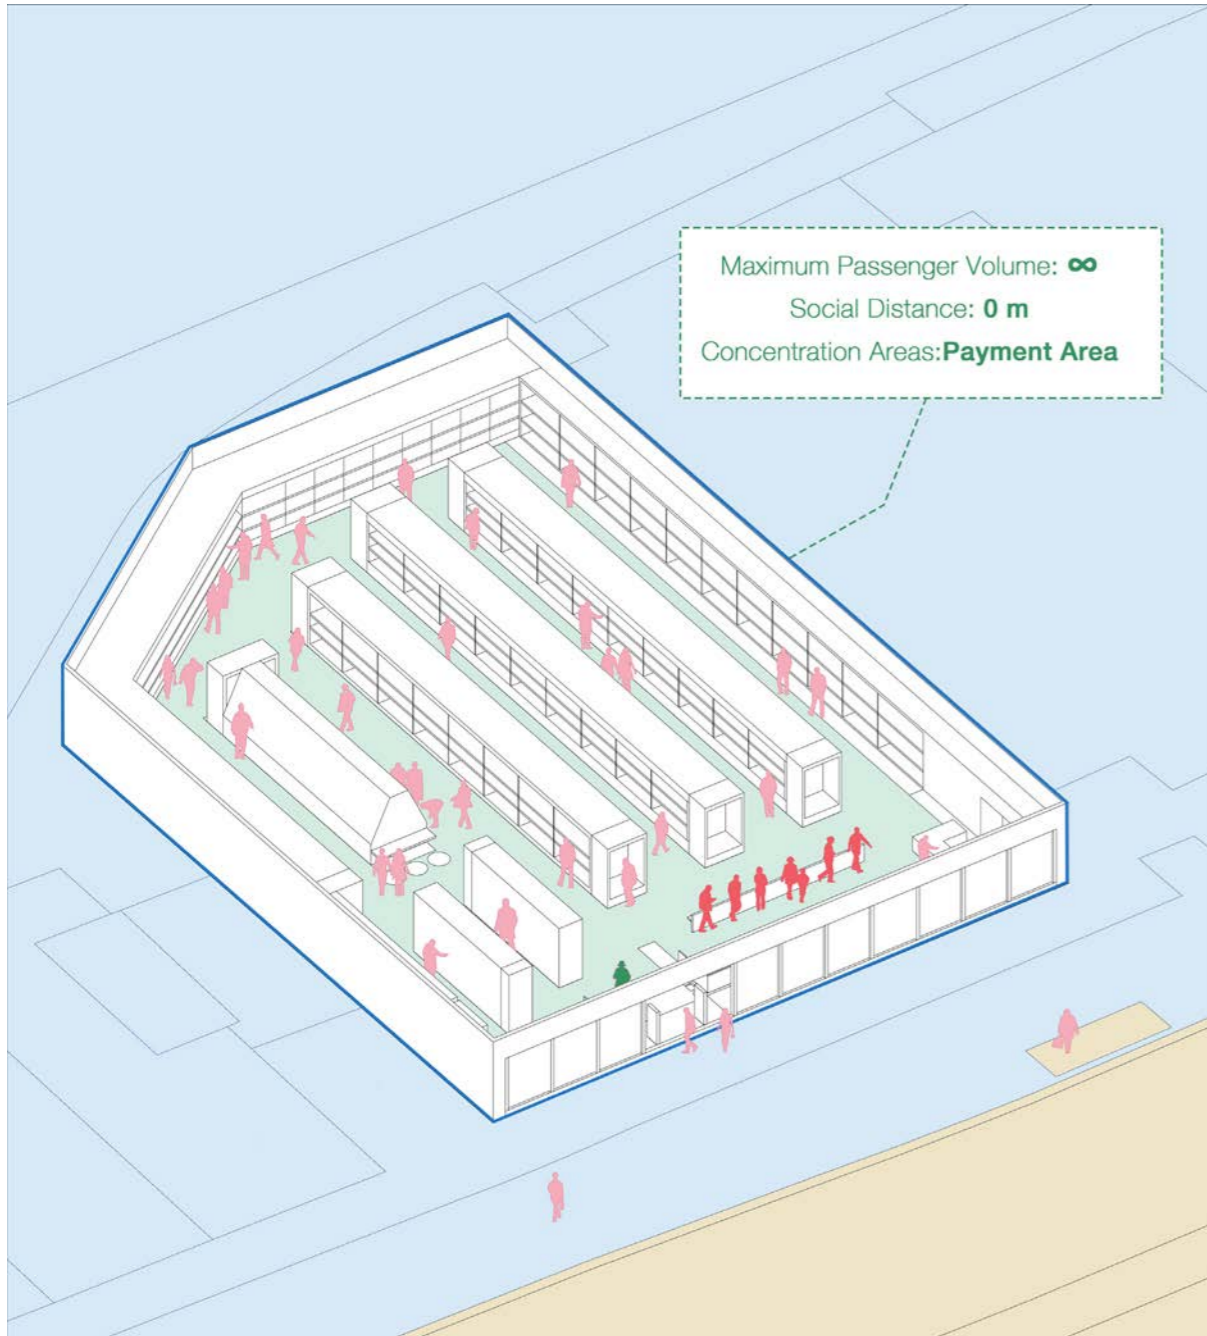 Maximum Passenger Volume: ∞
Social Distance: 0 m
Concentration Areas:Payment Area